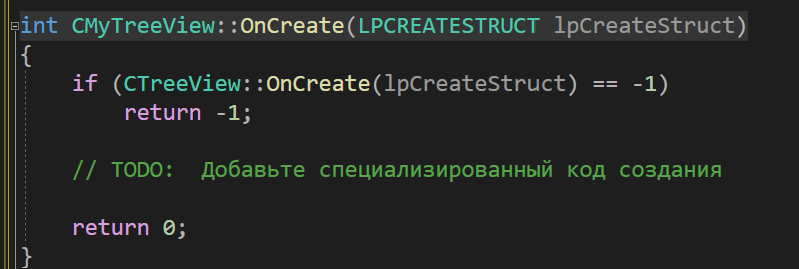 int CMyTreeView::OnCreate(LPCREATESTRUCT lpCreateStruct)
{
    if (CTreeView::OnCreate(lpCreateStruct) == -1)
        return -1;

    // TODO:  Добавьте специализированный код создания

    return 0;
}